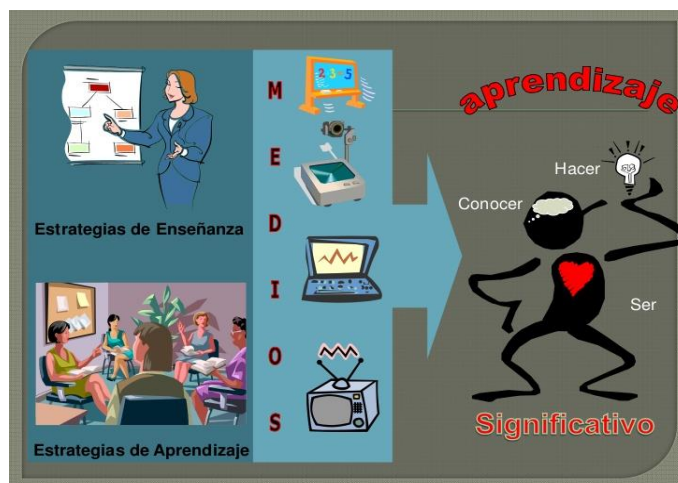 Estrategias de Enseñanza
Estrategias de Aprendizaje
M
E
D
I
O
S
2 3 5
aprendizaje
Hacer
Conocer
Ser
Significativo